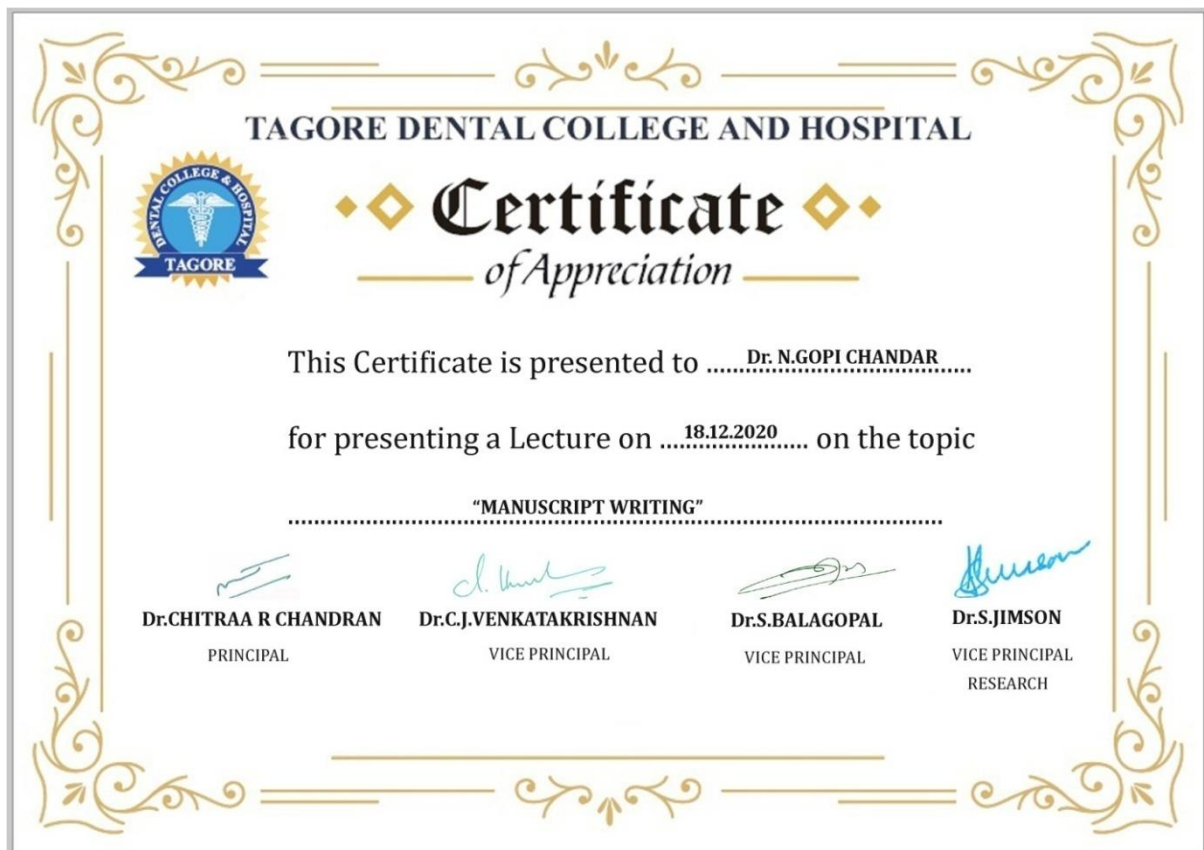 TAGORE DENTAL COLLEGE AND HOSPITAL
DENTAL COLLEGE & HOSPITAL
TAGORE
Certificate
of Appreciation
This Certificate is presented to ........Dr. N.GOPI CHANDAR........
for presenting a Lecture on ........18.12.2020........ on the topic
“MANUSCRIPT WRITING”
Dr.CHITRAA R CHANDRAN
PRINCIPAL
Dr.C.J.VENKATAKRISHNAN
VICE PRINCIPAL
Dr.S.BALAGOPAL
VICE PRINCIPAL
Dr.S.JIMSON
VICE PRINCIPAL
RESEARCH